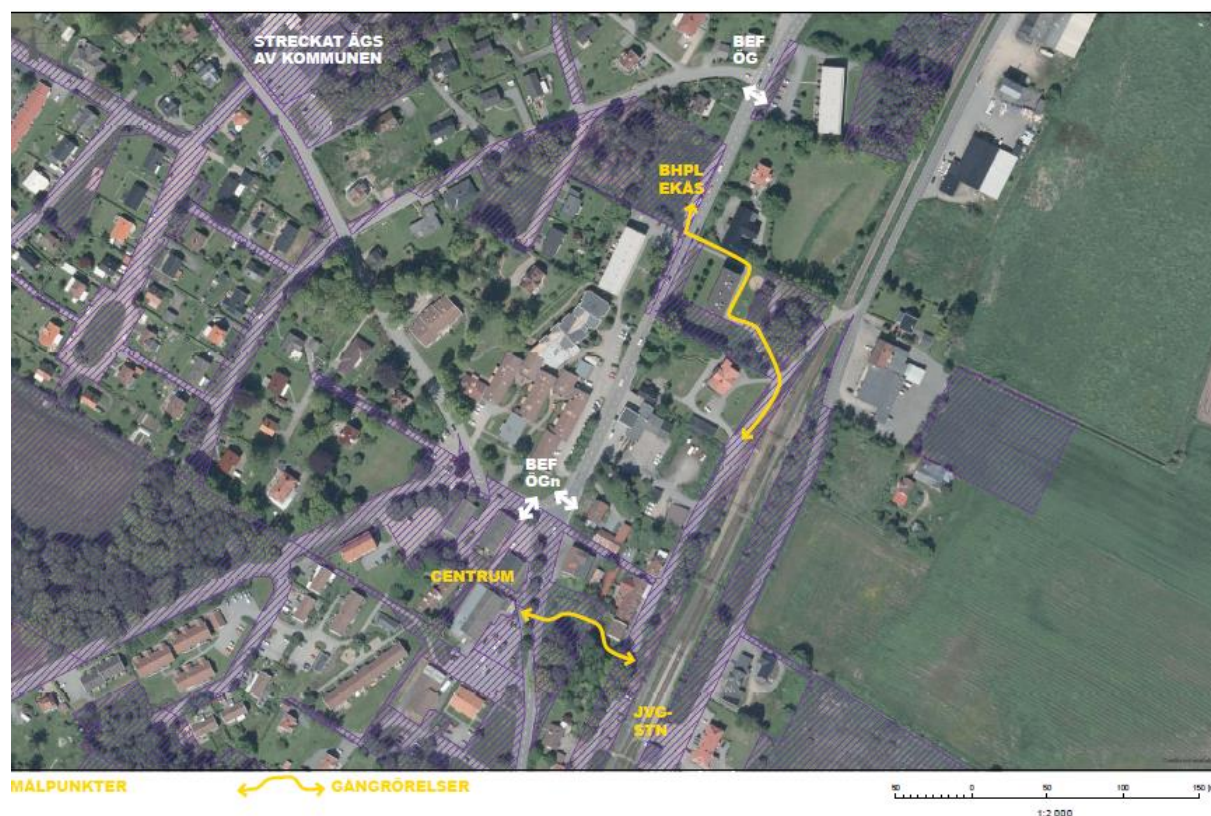 STRECKAT ÄGS
AV KOMMUNEN
BEF
ÖG
BHPL
EKÅS
BEF
ÖGn
CENTRUM
JVG-
STN
MÅLPUNKTER
GÅNGRÖRELSER
50 0 50 100 150
1:2 000